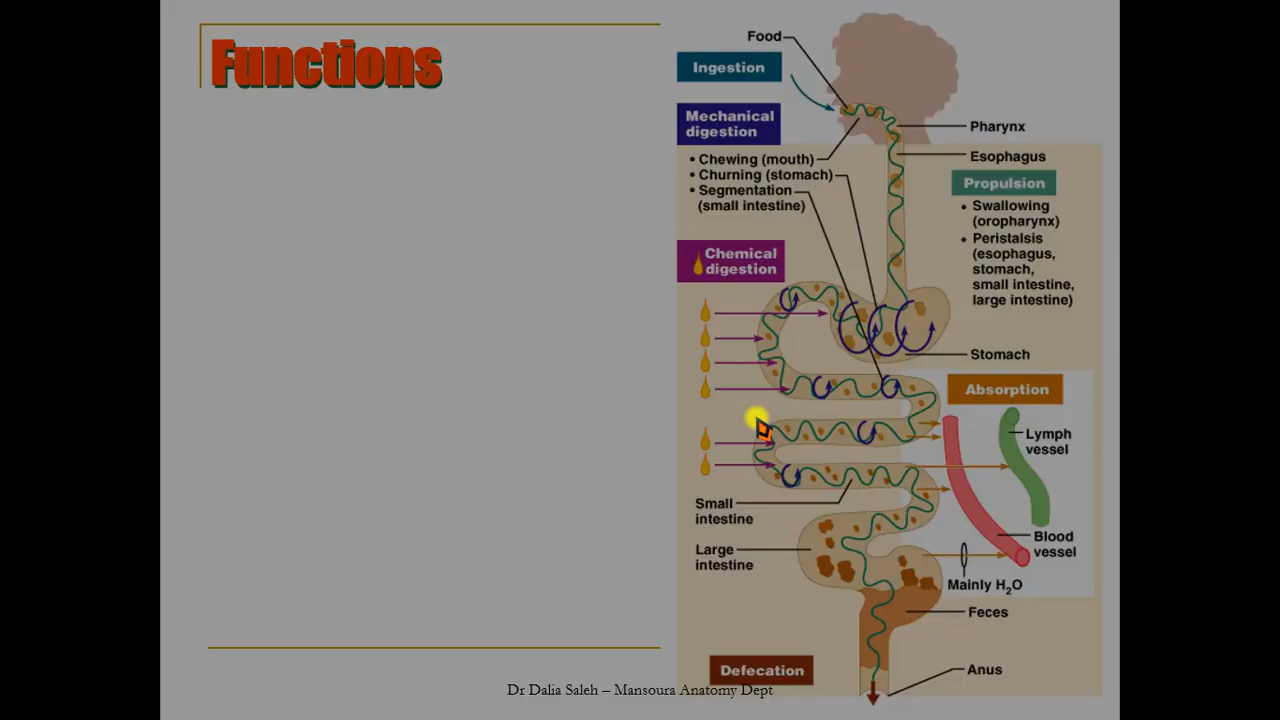 Functions
Food
Ingestion
Mechanical
digestion
• Chewing (mouth)
• Churning (stomach)
• Segmentation
(small intestine)
Pharynx
Esophagus
Propulsion
• Swallowing
(oropharynx)
• Peristalsis
(esophagus,
stomach,
small intestine,
large intestine)
Chemical
digestion
Stomach
Absorption
Lymph
vessel
Small
intestine
Blood
vessel
Large
intestine
Mainly H₂O
Feces
Defecation
Anus
Dr Dalia Saleh – Mansoura Anatomy Dept